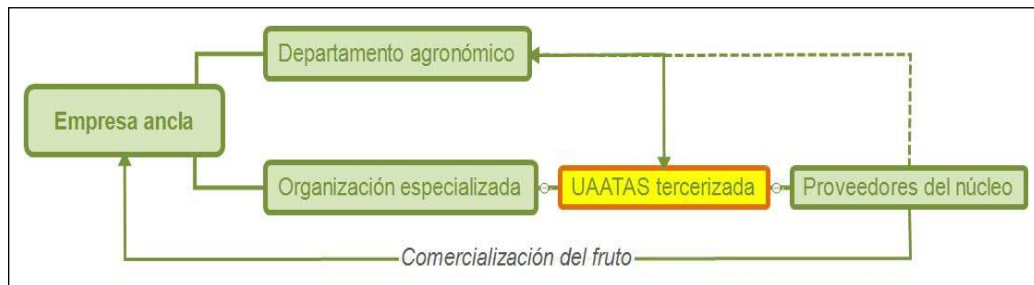 Departamento agronómico
Empresa ancla
Organización especializada
UAATAS tercerizada
Proveedores del núcleo
Comercialización del fruto